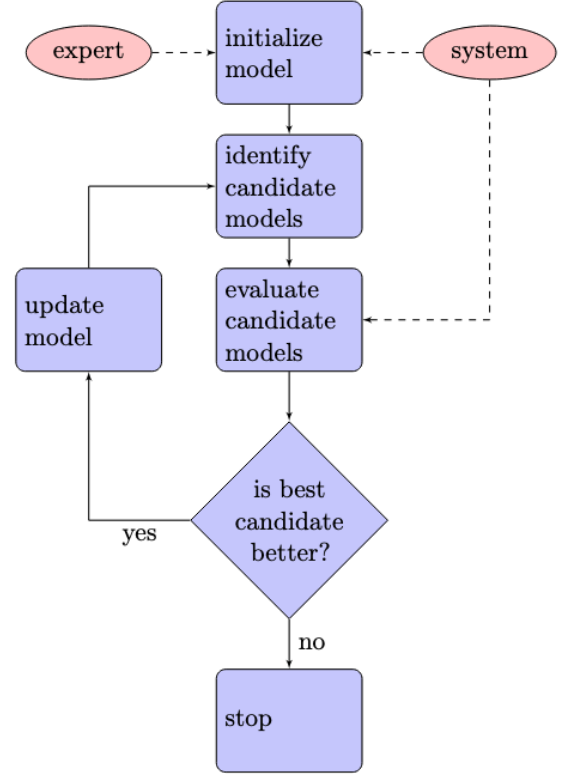 expert
initialize
model
system
identify
candidate
models
update
model
evaluate
candidate
models
is best
candidate
better?
yes
no
stop